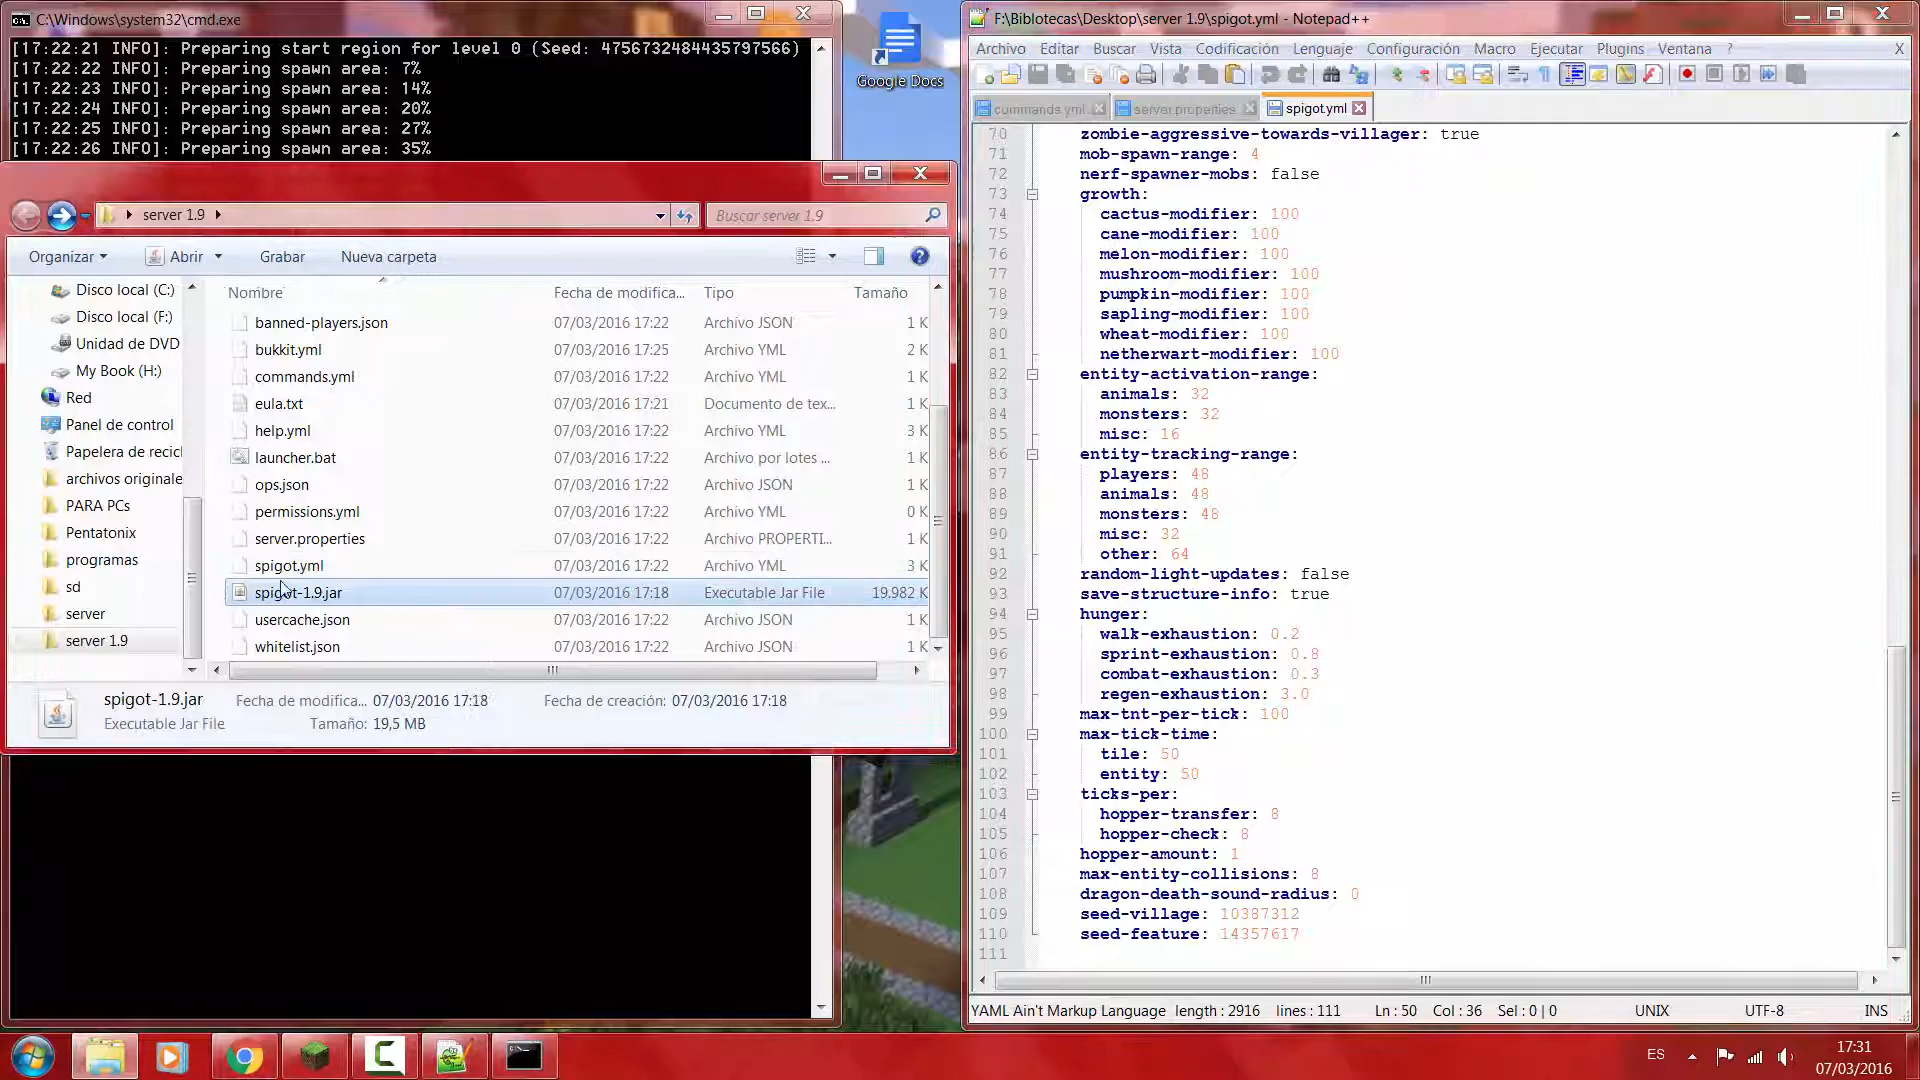 C:\Windows\system32\cmd.exe
[17:22:21 INFO]: Preparing start region for level 0 (Seed: 4756732484435797566)
[17:22:22 INFO]: Preparing spawn area: 7%
[17:22:23 INFO]: Preparing spawn area: 14%
[17:22:24 INFO]: Preparing spawn area: 20%
[17:22:25 INFO]: Preparing spawn area: 27%
[17:22:26 INFO]: Preparing spawn area: 35%
Google Docs
server 1.9
Buscar server 1.9
Organizar Abrir Grabar Nueva carpeta
Nombre Fecha de modifica... Tipo Tamaño
Disco local (C:)
Disco local (F:)
Unidad de DVD
My Book (H:)
Red
Panel de control
Papelera de recicl
archivos originale
PARA PCs
Pentatonix
programas
sd
server
server 1.9
banned-players.json 07/03/2016 17:22 Archivo JSON 1 K
bukkit.yml 07/03/2016 17:25 Archivo YML 2 K
commands.yml 07/03/2016 17:22 Archivo YML 1 K
eula.txt 07/03/2016 17:21 Documento de tex... 1 K
help.yml 07/03/2016 17:22 Archivo YML 3 K
launcher.bat 07/03/2016 17:22 Archivo por lotes ... 1 K
ops.json 07/03/2016 17:22 Archivo JSON 1 K
permissions.yml 07/03/2016 17:22 Archivo YML 0 K
server.properties 07/03/2016 17:22 Archivo PROPERTI... 1 K
spigot.yml 07/03/2016 17:22 Archivo YML 3 K
spigot-1.9.jar 07/03/2016 17:18 Executable Jar File 19.982 K
usercache.json 07/03/2016 17:22 Archivo JSON 1 K
whitelist.json 07/03/2016 17:22 Archivo JSON 1 K
spigot-1.9.jar Fecha de modifica... 07/03/2016 17:18 Fecha de creación: 07/03/2016 17:18
Executable Jar File Tamaño: 19,5 MB
F:\Biblotecas\Desktop\server 1.9\spigot.yml - Notepad++
Archivo Editar Buscar Vista Codificación Lenguaje Configuración Macro Ejecutar Plugins Ventana ? X
commands.yml server.properties spigot.yml
70 zombie-aggressive-towards-villager: true
71 mob-spawn-range: 4
72 nerf-spawner-mobs: false
73 growth:
74 cactus-modifier: 100
75 cane-modifier: 100
76 melon-modifier: 100
77 mushroom-modifier: 100
78 pumpkin-modifier: 100
79 sapling-modifier: 100
80 wheat-modifier: 100
81 netherwart-modifier: 100
82 entity-activation-range:
83 animals: 32
84 monsters: 32
85 misc: 16
86 entity-tracking-range:
87 players: 48
88 animals: 48
89 monsters: 48
90 misc: 32
91 other: 64
92 random-light-updates: false
93 save-structure-info: true
94 hunger:
95 walk-exhaustion: 0.2
96 sprint-exhaustion: 0.8
97 combat-exhaustion: 0.3
98 regen-exhaustion: 3.0
99 max-tnt-per-tick: 100
100 max-tick-time:
101 tile: 50
102 entity: 50
103 ticks-per:
104 hopper-transfer: 8
105 hopper-check: 8
106 hopper-amount: 1
107 max-entity-collisions: 8
108 dragon-death-sound-radius: 0
109 seed-village: 10387312
110 seed-feature: 14357617
111
YAML Ain't Markup Language length : 2916 lines : 111 Ln : 50 Col : 36 Sel : 0 | 0 UNIX UTF-8 INS
ES 17:31
07/03/2016